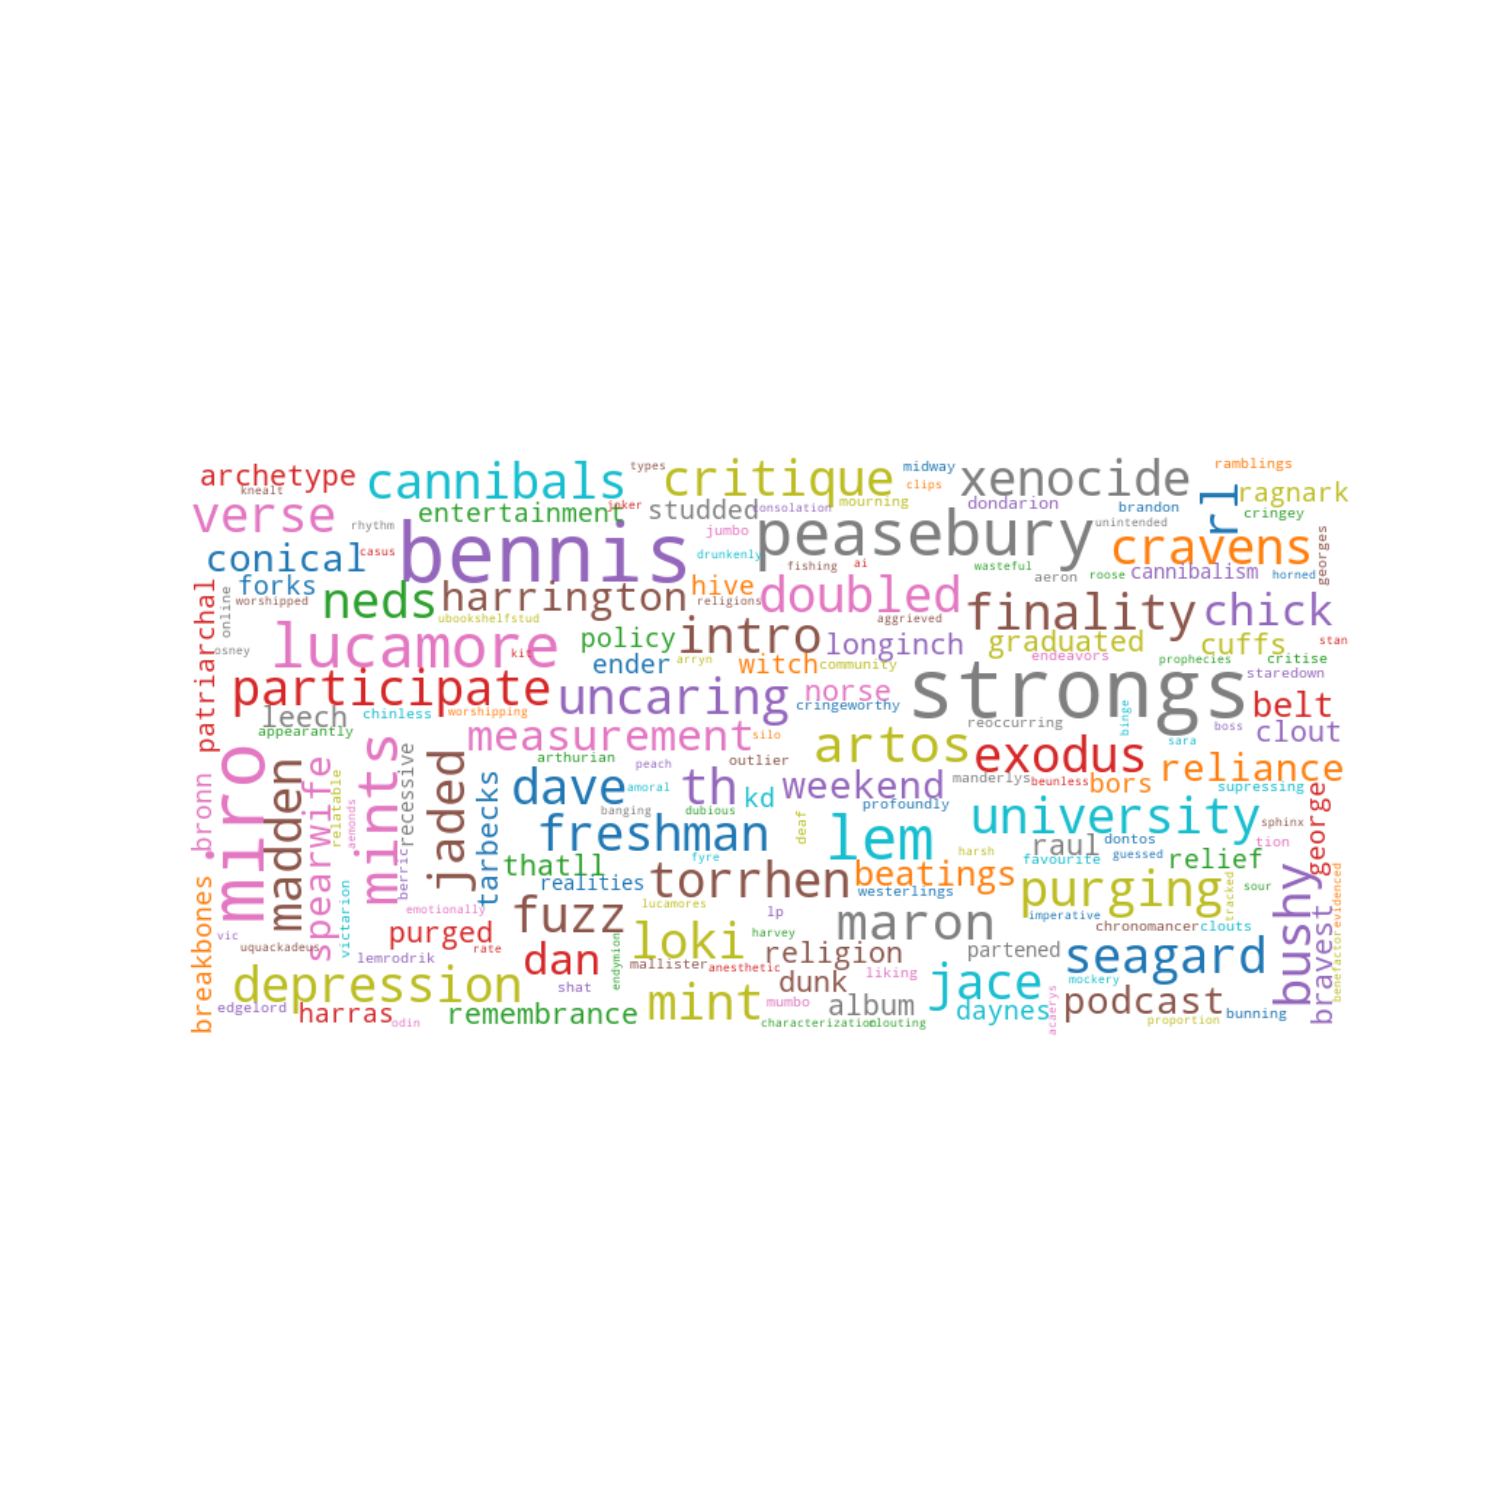 archetype cannibals types critique midway xenocide ramblings
knealt joker clips ragnark
verse entertainment studded consolation mourning dondarion brandon rl cringey
rhythm jumbo peasebury unintended georges
conical casus bennis drunkenly fishing ai wasteful cravens
forks hive aeron roose cannibalism horned
patriarchal online worshipped neds harrington religions doubled finality chick
ubookshelfstud aggrieved
osney lucamore kit policy intro longinch graduated cuffs stan
ender arryn witch community endeavors prophecies critise
participate uncaring norse strongs staredown
leech chinless worshipping cringeworthy reoccurring binge boss belt
appearantly measurement silo sara clout
miro madden mints jaded arthurian outlier artos exodus
bronn spearwife relatable recessive tarbecks dave peach th weekend manderlys beunless bors reliance
aemonds amoral kd profoundly supressing george
banging dubious deaf university sphinx
freshman lem raul dontos tion
berric thatll fyre harsh favourite guessed relief
realities torrhen beatings westerlings purging sour
breakbones victarion emotionally fuzz lucamores lp maron imperative tracked bushy bravest evidenced
vic uquackadeus purged rate loki harvey chronomancer clouts
lemrodrik dan endymion mallister anesthetic religion partened seagard
depression shat dunk liking jace mockery benefactor
edgelord harras odin remembrance mint mumbo album daynes acaerys podcast bunning
characterization clouting proportion